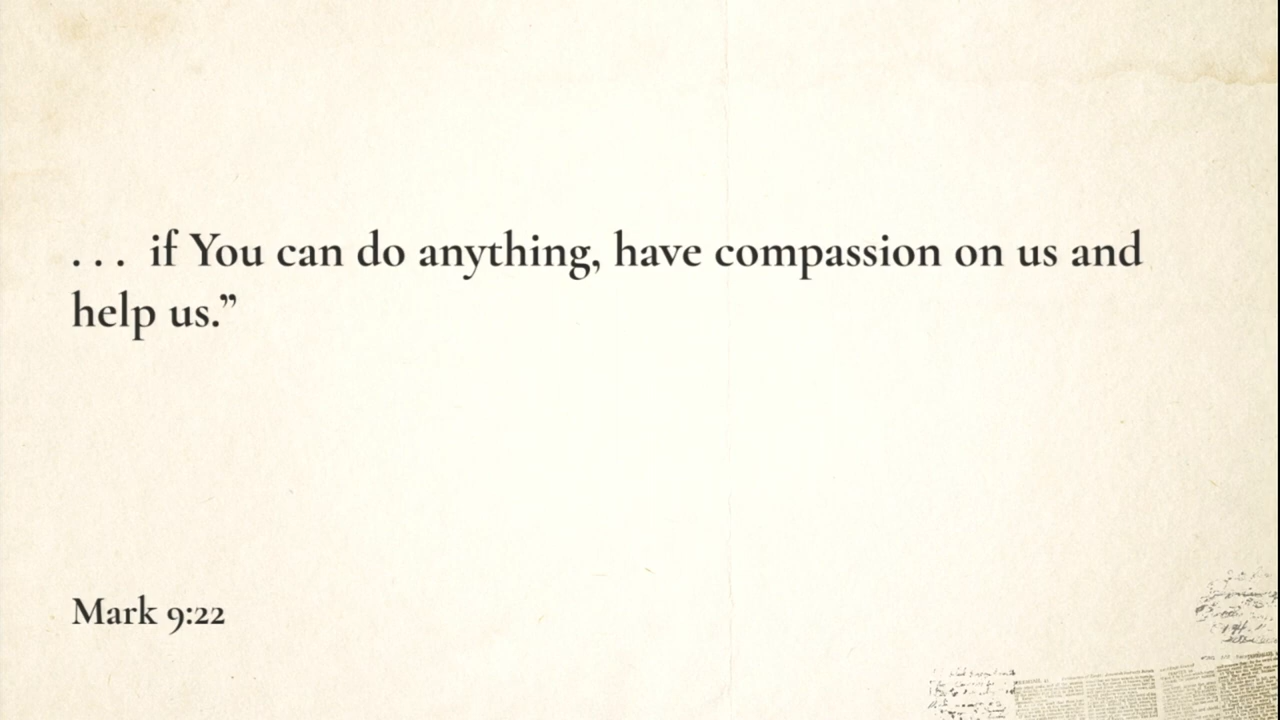 . . . if You can do anything, have compassion on us and
help us.”
Mark 9:22